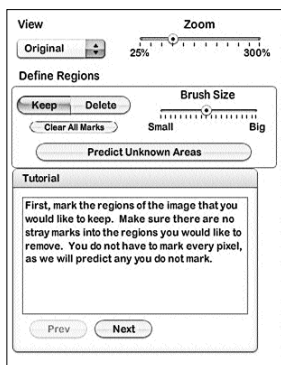 View Zoom
Original
25% 300%
Define Regions
Keep Delete Brush Size
Clear All Marks Small Big
Predict Unknown Areas
Tutorial
First, mark the regions of the image that you
would like to keep. Make sure there are no
stray marks into the regions you would like to
remove. You do not have to mark every pixel,
as we will predict any you do not mark.
Prev Next